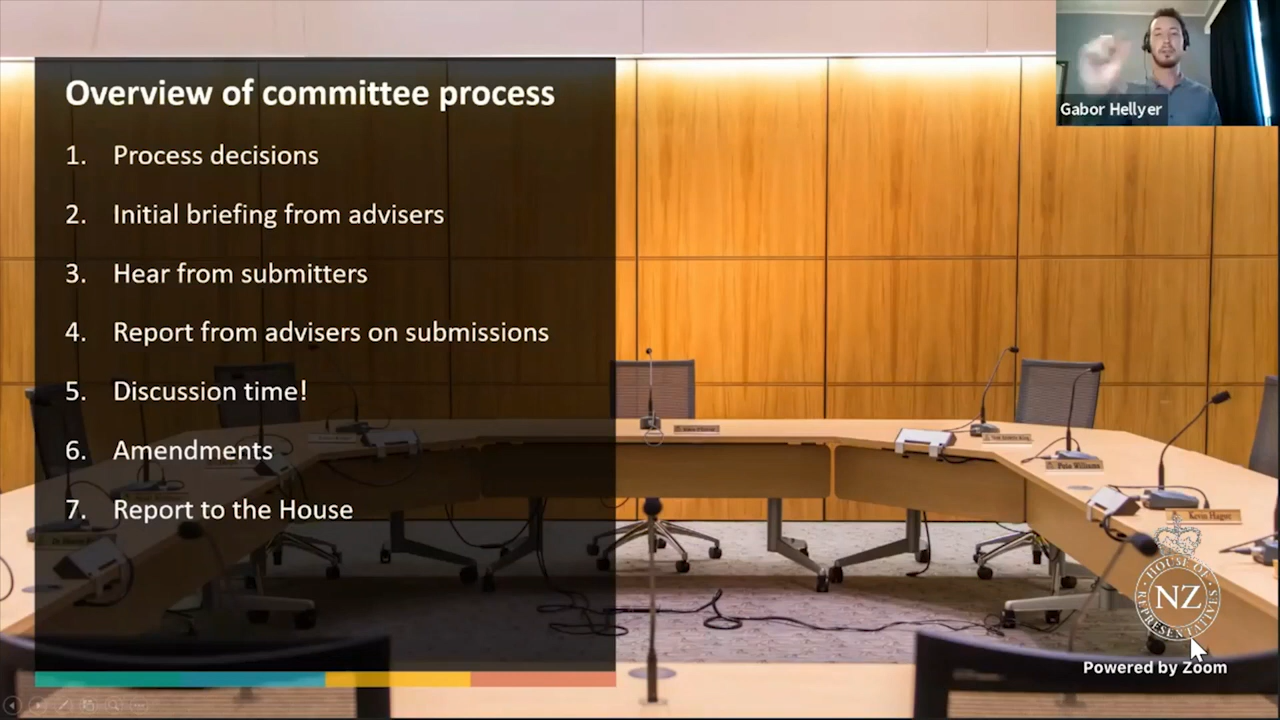 Overview of committee process
1. Process decisions
2. Initial briefing from advisers
3. Hear from submitters
4. Report from advisers on submissions
5. Discussion time!
6. Amendments
7. Report to the House
Gabor Hellyer
Pita Williams
Kevin Hague
HOUSE OF
NZ
REPRESENTATIVES
Powered by Zoom